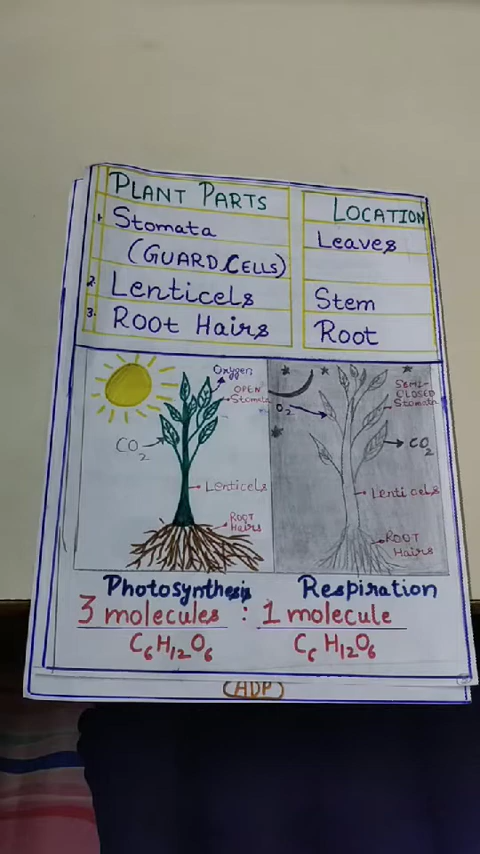 PLANT PARTS
LOCATION
1. Stomata
(GUARD CELLS)
Leaves
2. Lenticels
Stem
3. ROOT HAIRS
Root
Oxygen
OPEN
Stomata
CO2
Lenticels
ROOT
Hairs
SEMI-
CLOSED
Stomata
O2
CO2
Lenticels
ROOT
Hairs
Photosynthesis
Respiration
3 molecules : 1 molecule
C6H12O6
C6H12O6
(ADP)